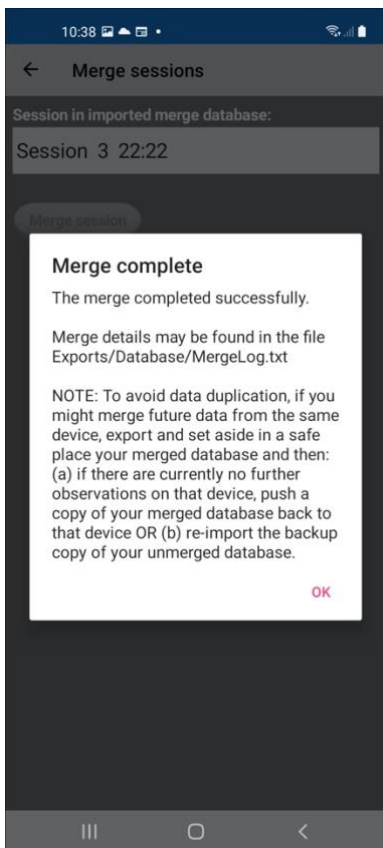 10:38
Merge sessions
Session in imported merge database:
Session 3 22:22
Merge session
Merge complete
The merge completed successfully.
Merge details may be found in the file
Exports/Database/MergeLog.txt
NOTE: To avoid data duplication, if you
might merge future data from the same
device, export and set aside in a safe
place your merged database and then:
(a) if there are currently no further
observations on that device, push a
copy of your merged database back to
that device OR (b) re-import the backup
copy of your unmerged database.
OK